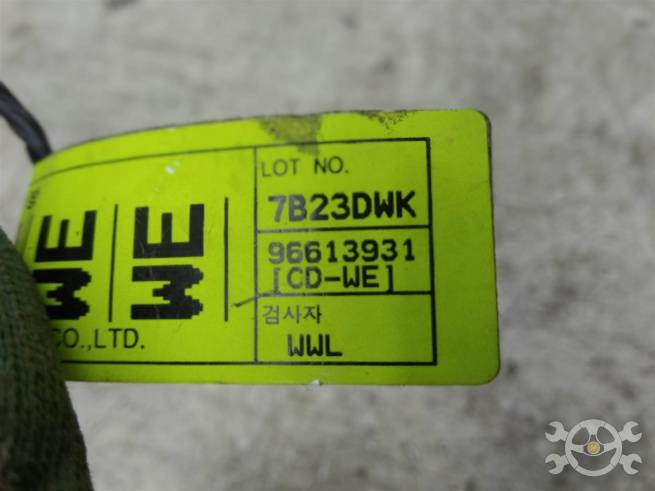 LOT NO.
7B23DWK
96613931
[CD-WE]
검사자
WWL
WE
WE
CO.,LTD.